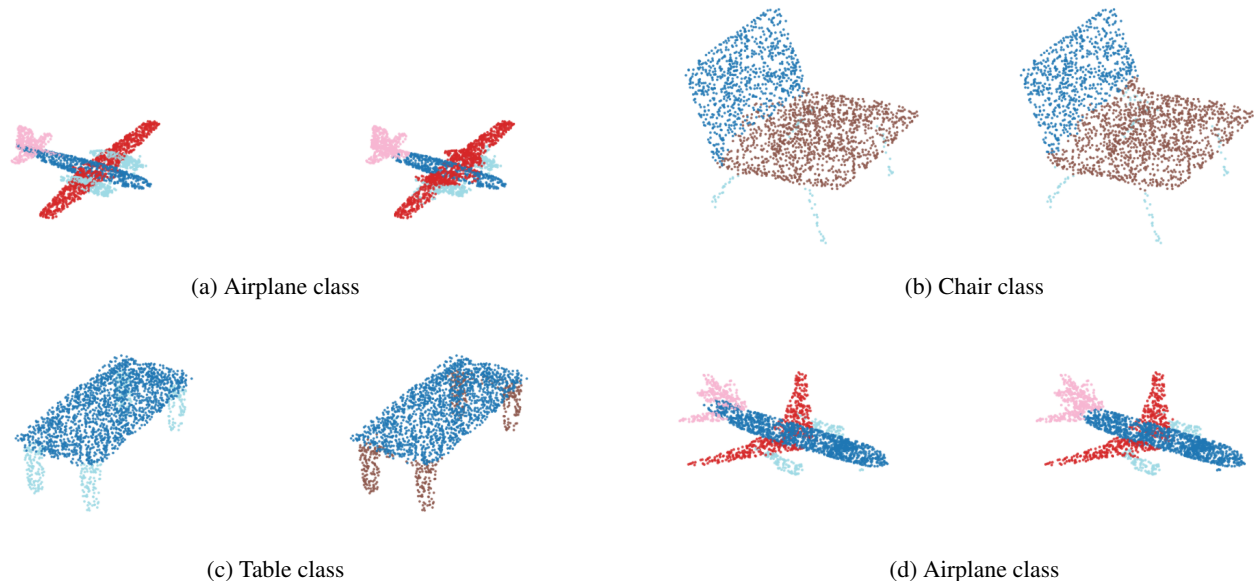 (a) Airplane class
(b) Chair class
(c) Table class
(d) Airplane class